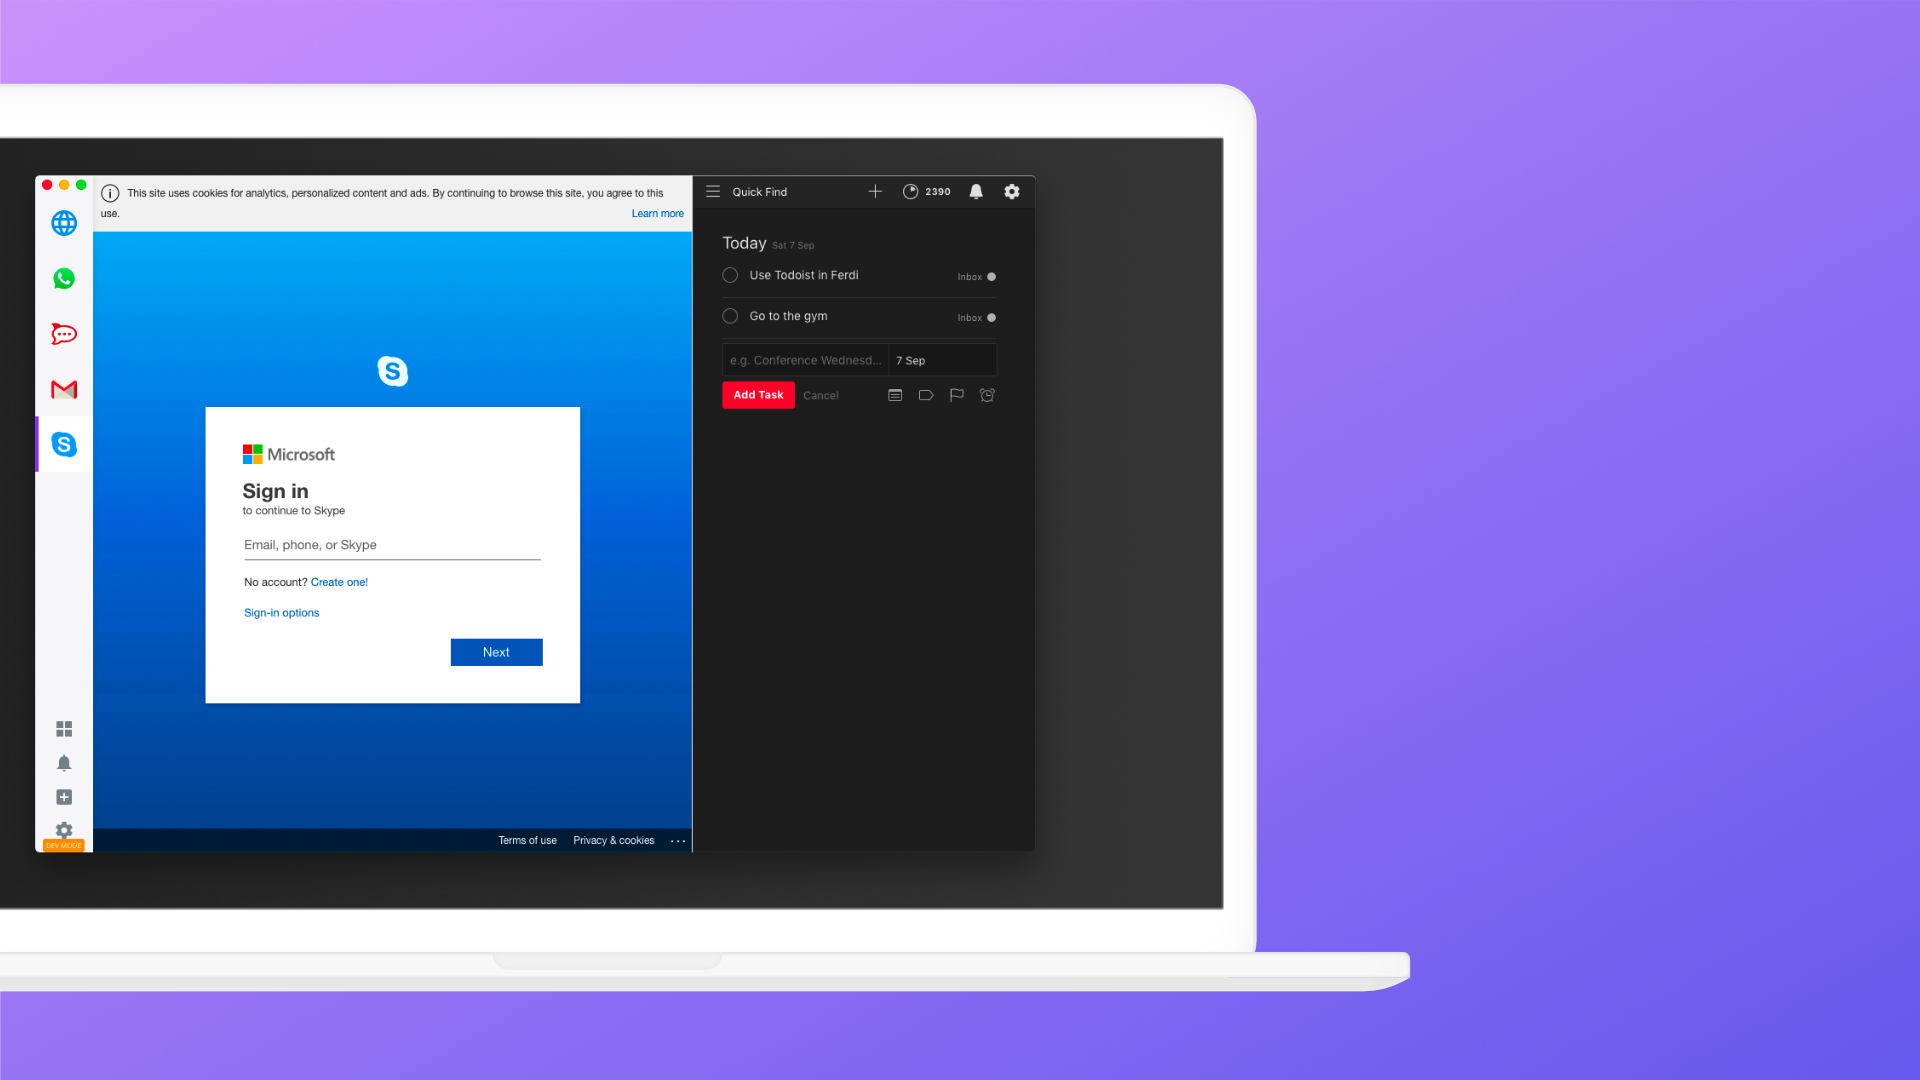 This site uses cookies for analytics, personalized content and ads. By continuing to browse this site, you agree to this
use.
Learn more
S
S
Microsoft
Sign in
to continue to Skype
Email, phone, or Skype
No account? Create one!
Sign-in options
Next
Terms of use Privacy & cookies ...
DEV MODE
Quick Find
2390
Today Sat 7 Sep
Use Todoist in Ferdi Inbox
Go to the gym Inbox
e.g. Conference Wednesd... 7 Sep
Add Task Cancel